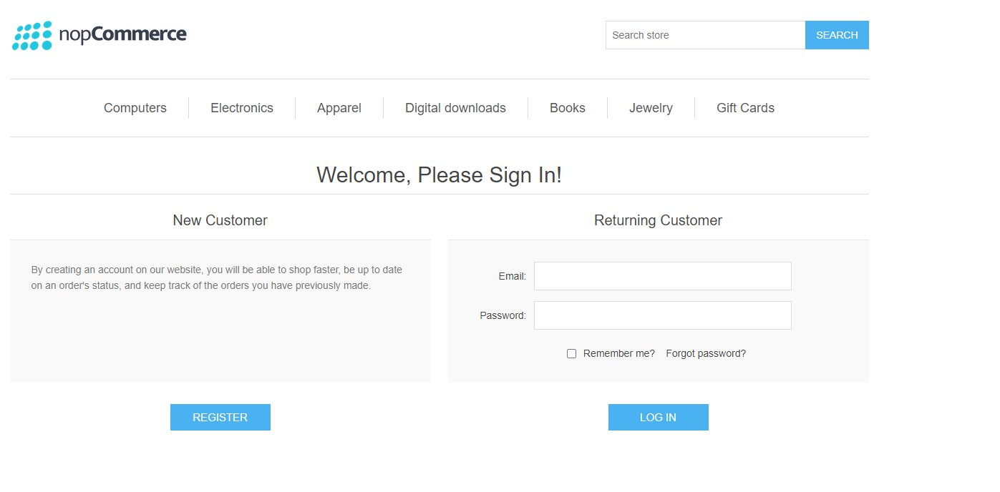 nopCommerce
Search store
SEARCH
Computers
Electronics
Apparel
Digital downloads
Books
Jewelry
Gift Cards
Welcome, Please Sign In!
New Customer
By creating an account on our website, you will be able to shop faster, be up to date
on an order's status, and keep track of the orders you have previously made.
REGISTER
Returning Customer
Email:
Password:
Remember me?
Forgot password?
LOG IN